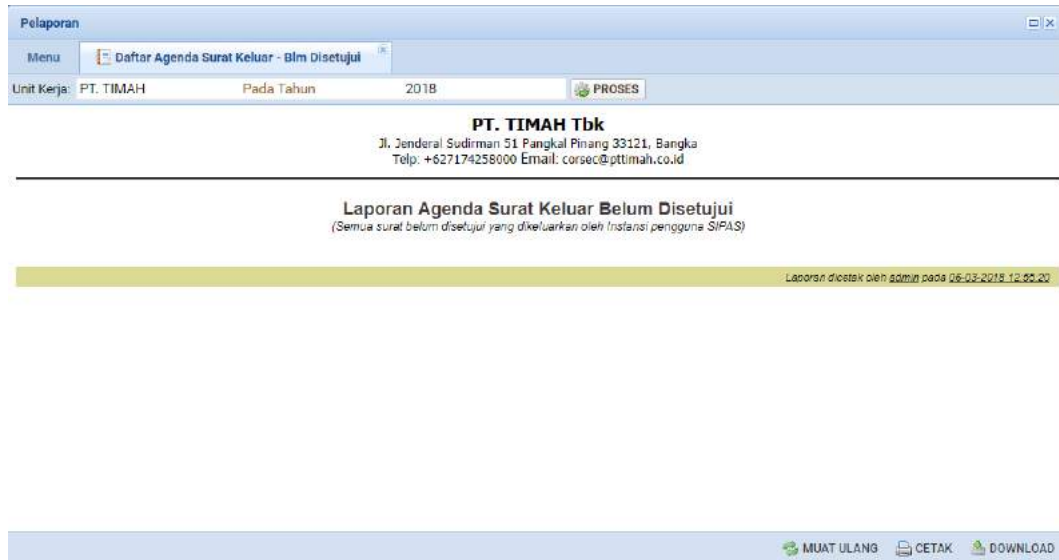 Pelaporan
Menu Daftar Agenda Surat Keluar - Blm Disetujui
Unit Kerja: PT. TIMAH Pada Tahun 2018 PROSES
PT. TIMAH Tbk
Jl. Jenderal Sudirman 51 Pangkal Pinang 33121, Bangka
Telp: +627174258000 Email: corsec@pttimah.co.id
Laporan Agenda Surat Keluar Belum Disetujui
(Semua surat belum disetujui yang dikeluarkan oleh Instansi pengguna SIPAS)
Laporan dicetak oleh admin pada 06-03-2018 12:55:20
MUAT ULANG CETAK DOWNLOAD